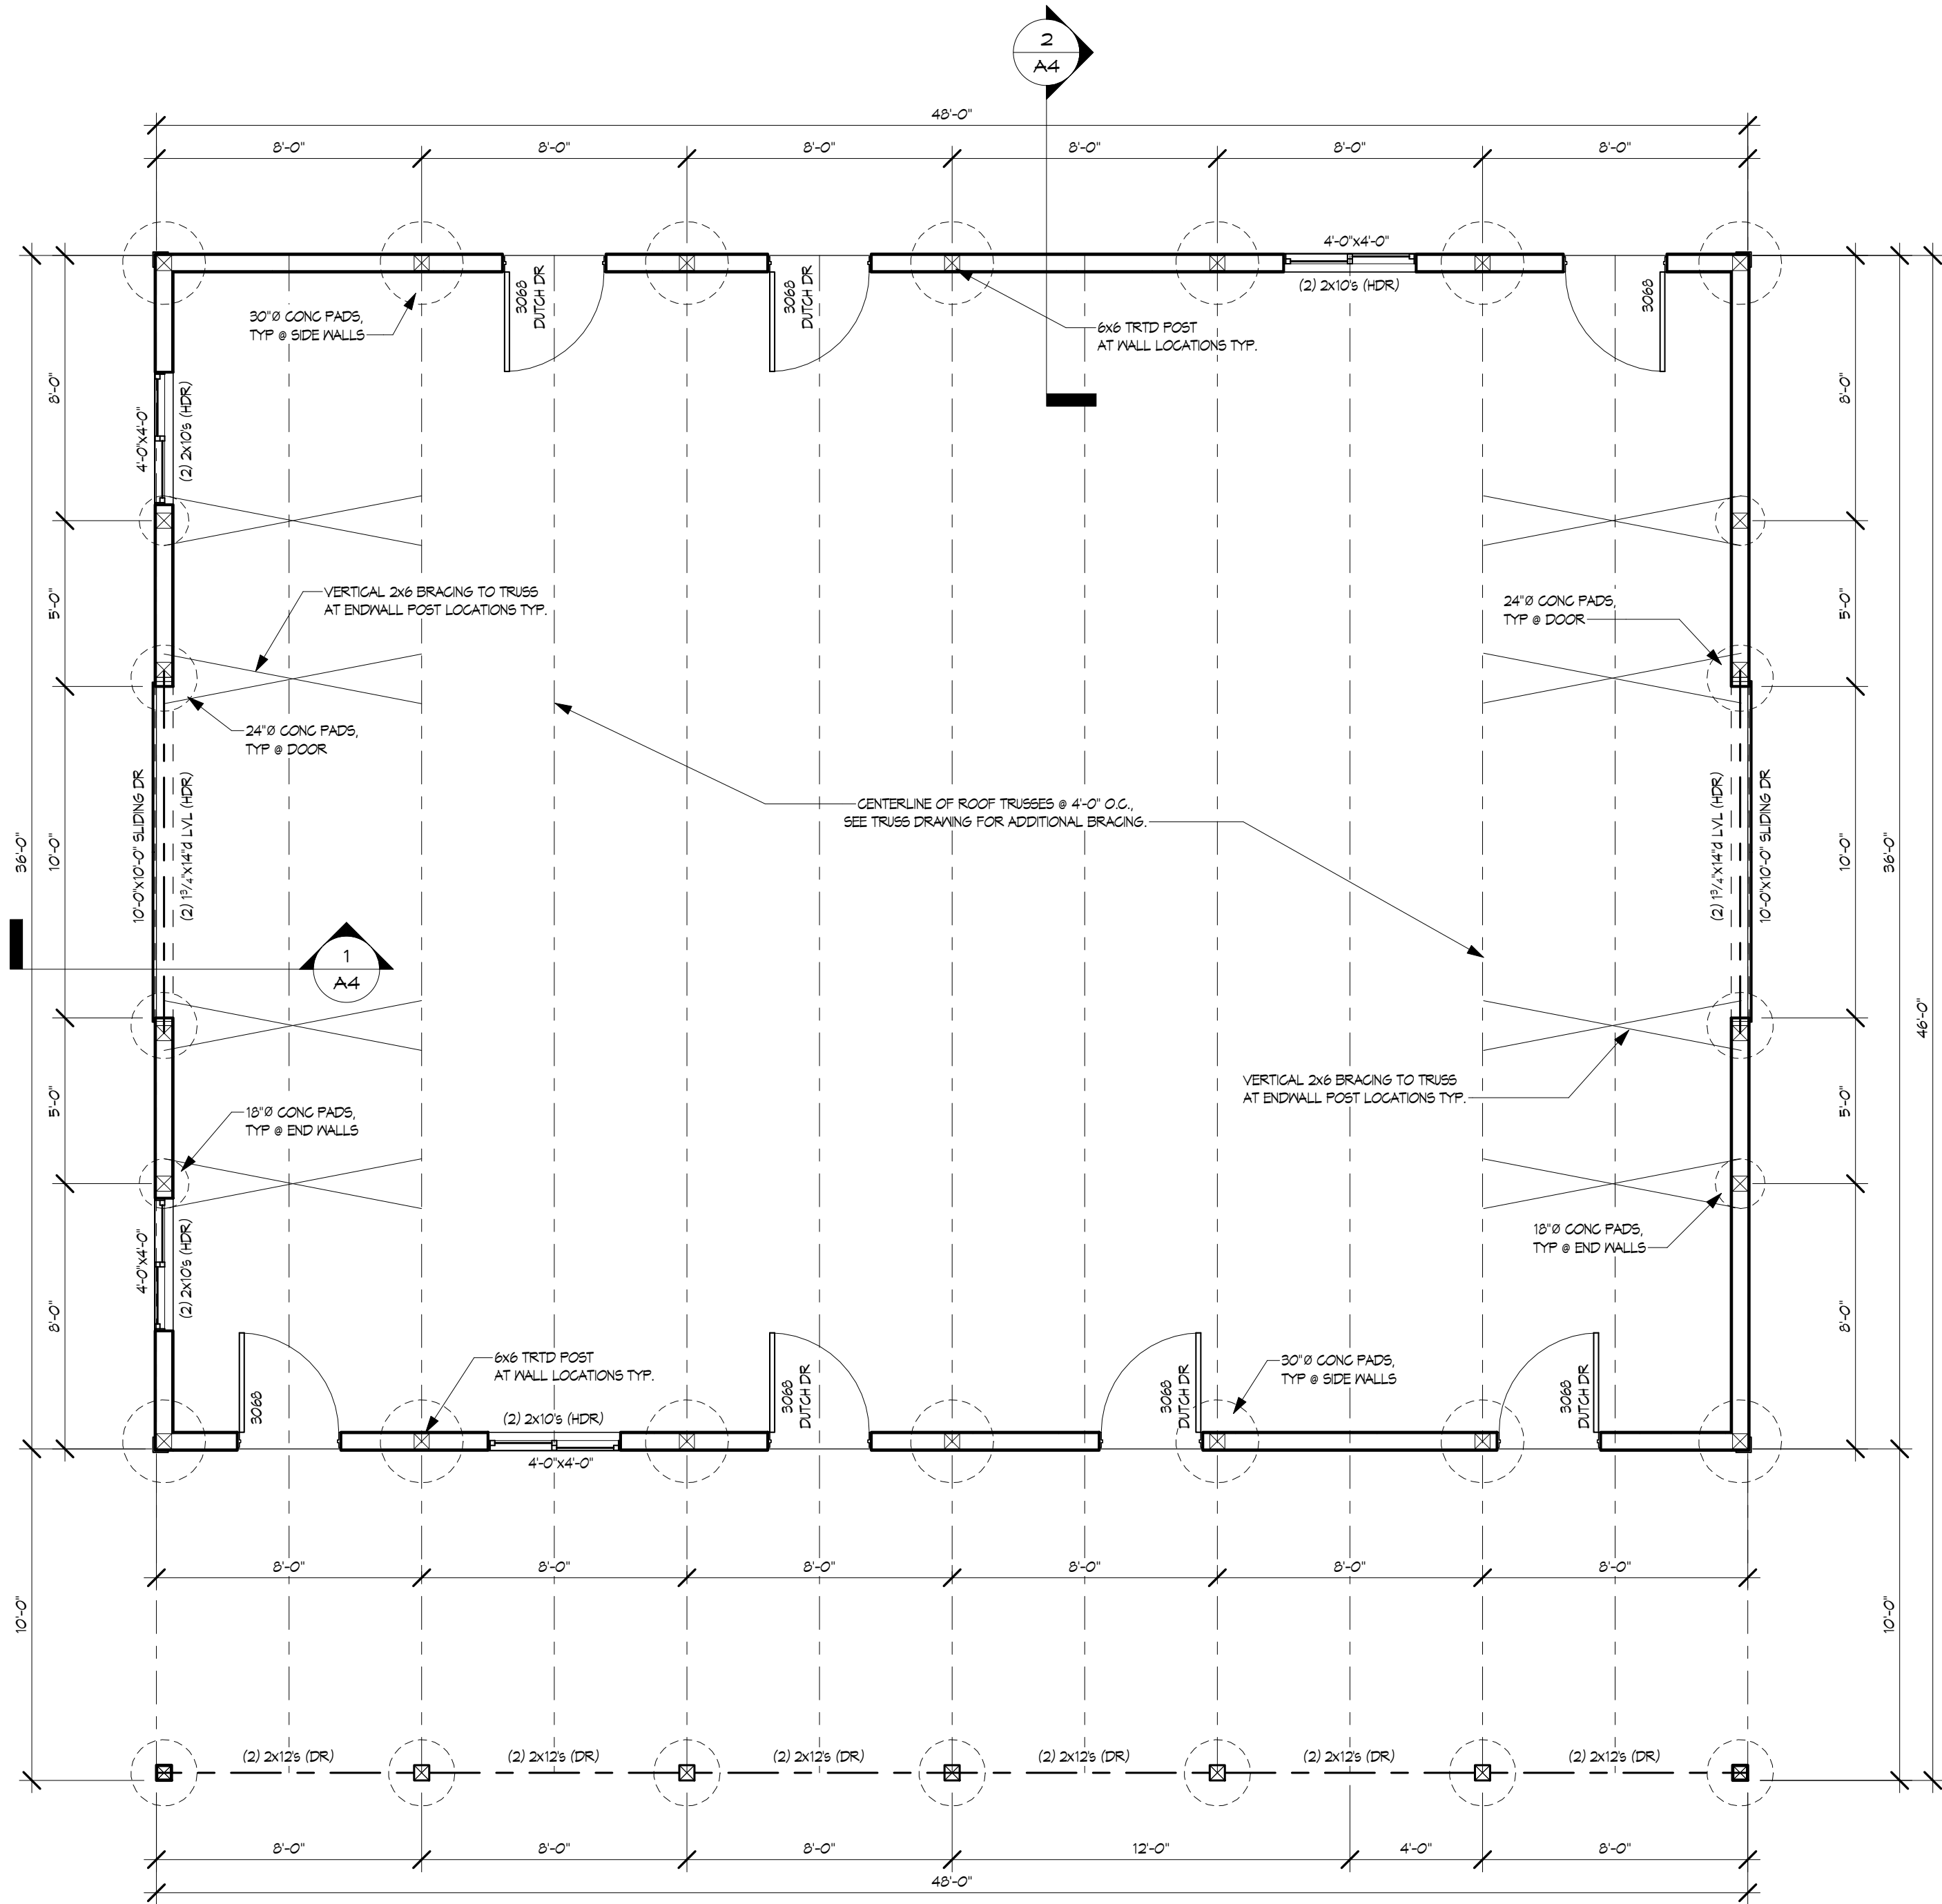 2
A4
48'-0"
8'-0"
8'-0"
8'-0"
8'-0"
8'-0"
8'-0"
4'-0"x4'-0"
(2) 2x10's (HDR)
3068
DUTCH DR
3068
DUTCH DR
3068
30"Ø CONC PADS,
TYP @ SIDE WALLS
6x6 TRTD POST
AT WALL LOCATIONS TYP.
8'-0"
4'-0"x4'-0"
(2) 2x10's (HDR)
8'-0"
5'-0"
VERTICAL 2x6 BRACING TO TRUSS
AT ENDWALL POST LOCATIONS TYP.
24"Ø CONC PADS,
TYP @ DOOR
5'-0"
24"Ø CONC PADS,
TYP @ DOOR
36'-0"
10'-0"
10'-0"x10'-0" SLIDING DR
(2) 1 3/4"x14"d LVL (HDR)
CENTERLINE OF ROOF TRUSSES @ 4'-0" O.C.,
SEE TRUSS DRAWING FOR ADDITIONAL BRACING.
(2) 1 3/4"x14"d LVL (HDR)
10'-0"x10'-0" SLIDING DR
10'-0"
36'-0"
46'-0"
1
A4
5'-0"
18"Ø CONC PADS,
TYP @ END WALLS
VERTICAL 2x6 BRACING TO TRUSS
AT ENDWALL POST LOCATIONS TYP.
5'-0"
8'-0"
4'-0"x4'-0"
(2) 2x10's (HDR)
18"Ø CONC PADS,
TYP @ END WALLS
8'-0"
3068
6x6 TRTD POST
AT WALL LOCATIONS TYP.
(2) 2x10's (HDR)
4'-0"x4'-0"
3068
DUTCH DR
3068
DUTCH DR
30"Ø CONC PADS,
TYP @ SIDE WALLS
3068
DUTCH DR
8'-0"
8'-0"
8'-0"
8'-0"
8'-0"
8'-0"
10'-0"
10'-0"
(2) 2x12's (DR)
(2) 2x12's (DR)
(2) 2x12's (DR)
(2) 2x12's (DR)
(2) 2x12's (DR)
(2) 2x12's (DR)
8'-0"
8'-0"
8'-0"
12'-0"
4'-0"
8'-0"
48'-0"